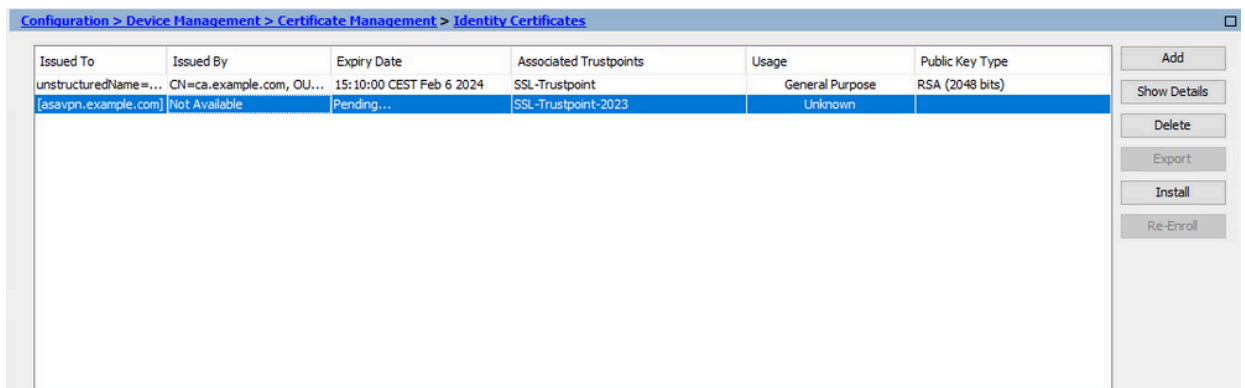 Configuration > Device Management > Certificate Management > Identity Certificates
Issued To Issued By Expiry Date Associated Trustpoints Usage Public Key Type
unstructuredName=... CN=ca.example.com, OU... 15:10:00 CEST Feb 6 2024 SSL-Trustpoint General Purpose RSA (2048 bits)
[asavpn.example.com] Not Available Pending... SSL-Trustpoint-2023 Unknown
Add
Show Details
Delete
Export
Install
Re-Enroll